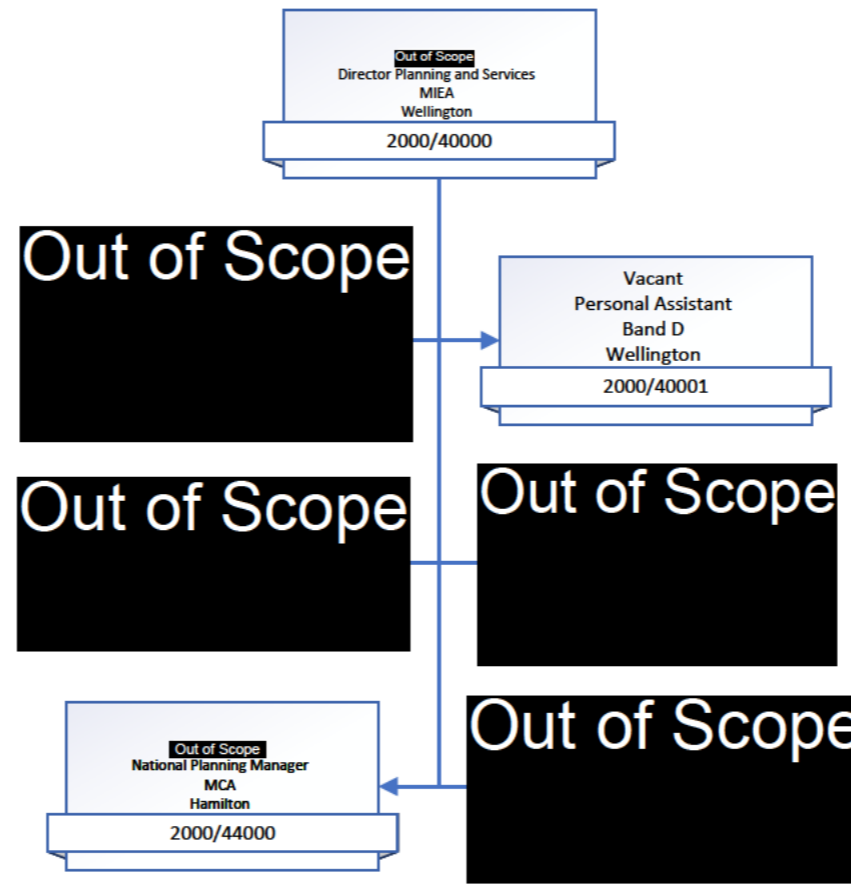 Out of Scope
Director Planning and Services
MIEA
Wellington
2000/40000
Out of Scope
Vacant
Personal Assistant
Band D
Wellington
2000/40001
Out of Scope
Out of Scope
Out of Scope
National Planning Manager
MCA
Hamilton
2000/44000
Out of Scope